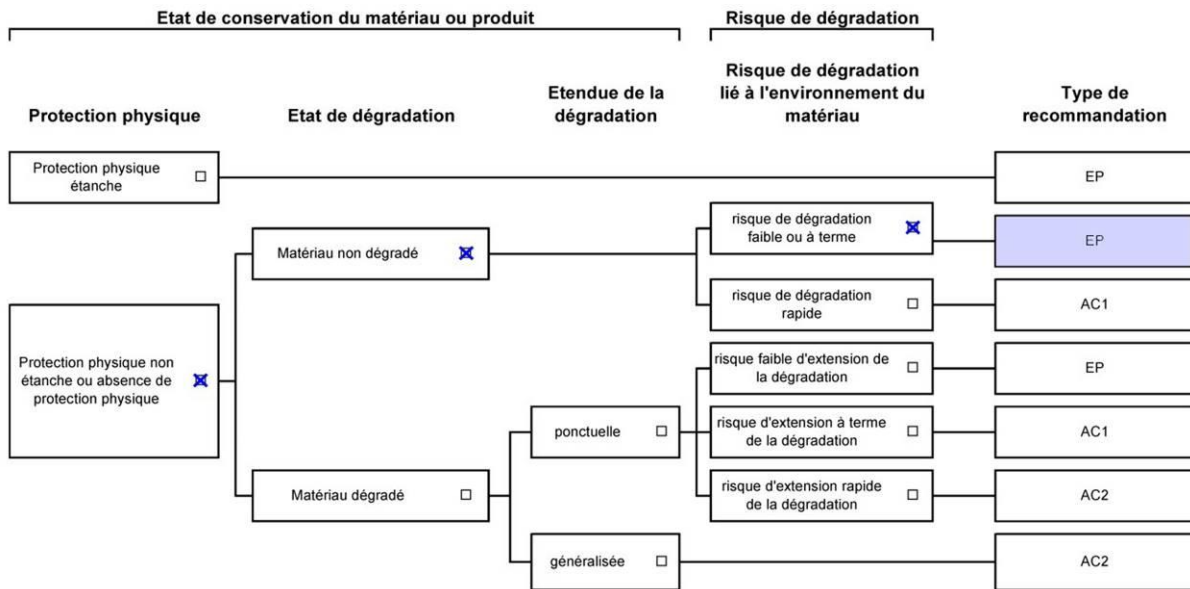 Etat de conservation du matériau ou produit
Risque de dégradation
Protection physique
Etat de dégradation
Etendue de la
dégradation
Risque de dégradation
lié à l'environnement du
matériau
Type de
recommandation
Protection physique
étanche
EP
risque de dégradation
faible ou à terme
EP
Matériau non dégradé
risque de dégradation
rapide
AC1
Protection physique non
étanche ou absence de
protection physique
risque faible d'extension de
la dégradation
EP
ponctuelle
risque d'extension à terme
de la dégradation
AC1
Matériau dégradé
risque d'extension rapide
de la dégradation
AC2
généralisée
AC2